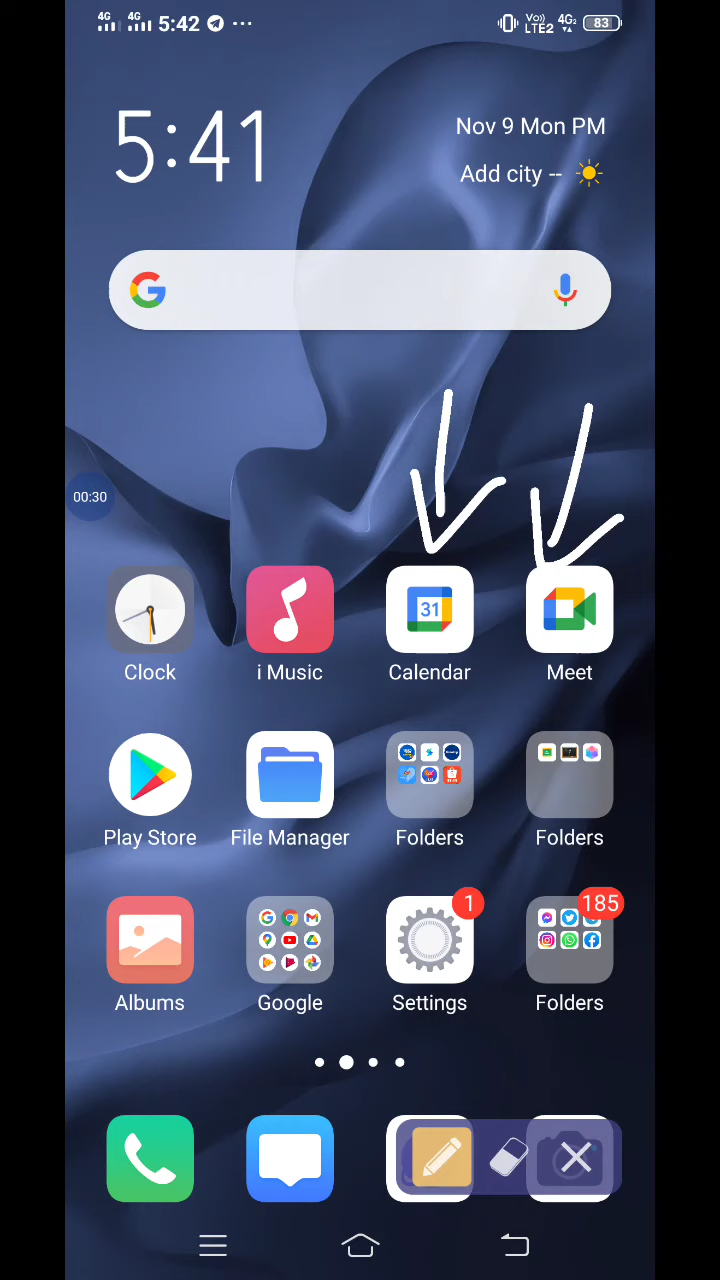 4G 4G 5:42 ... Vo)) LTE2 4G2 83
5:41
Nov 9 Mon PM
Add city --
G
00:30
31
Clock i Music Calendar Meet
Play Store File Manager Folders Folders
1 185
Albums Google Settings Folders